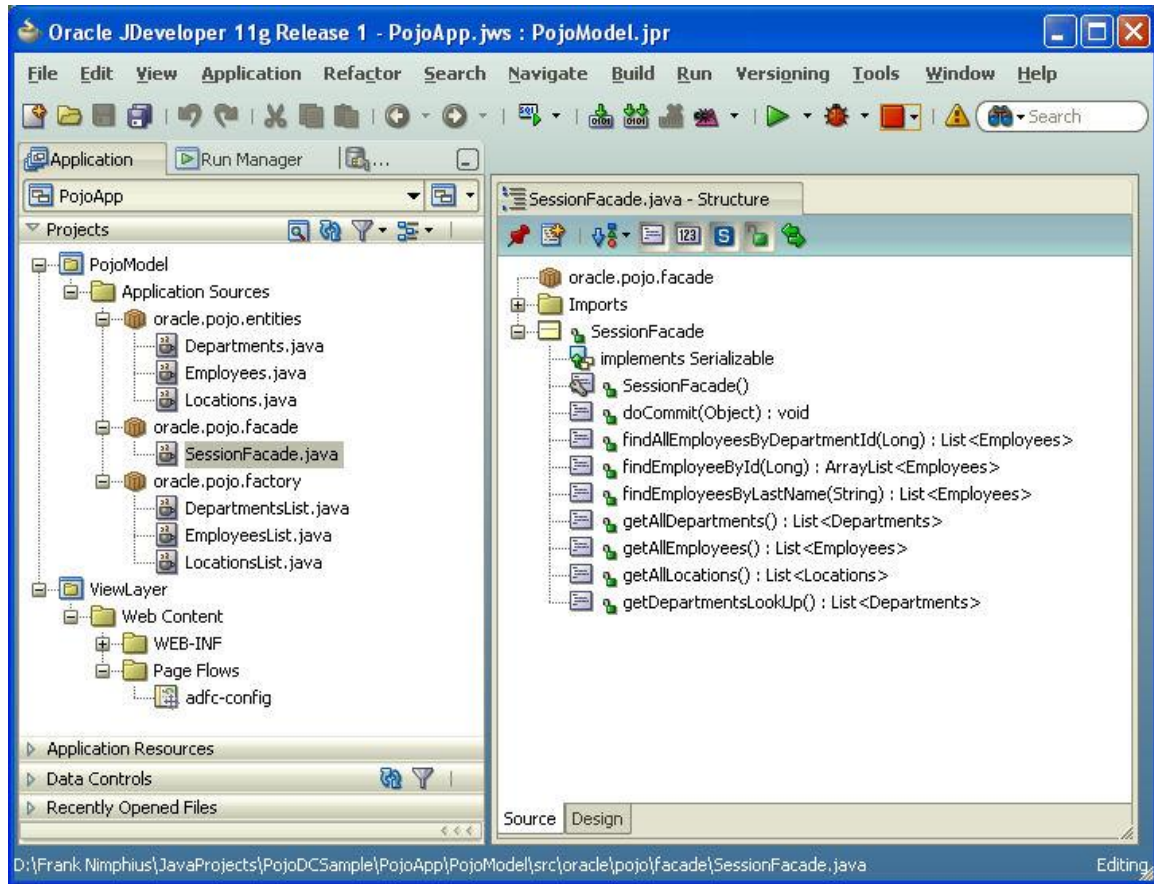 Oracle JDeveloper 11g Release 1 - PojoApp.jws : PojoModel.jpr
File Edit View Application Refactor Search Navigate Build Run Versioning Tools Window Help
Search
Application Run Manager ...
PojoApp
Projects
PojoModel
Application Sources
oracle.pojo.entities
Departments.java
Employees.java
Locations.java
oracle.pojo.facade
SessionFacade.java
oracle.pojo.factory
DepartmentsList.java
EmployeesList.java
LocationsList.java
ViewLayer
Web Content
WEB-INF
Page Flows
adfc-config
Application Resources
Data Controls
Recently Opened Files
SessionFacade.java - Structure
oracle.pojo.facade
Imports
SessionFacade
implements Serializable
SessionFacade()
doCommit(Object) : void
findAllEmployeesByDepartmentId(Long) : List<Employees>
findEmployeeById(Long) : ArrayList<Employees>
findEmployeesByLastName(String) : List<Employees>
getAllDepartments() : List<Departments>
getAllEmployees() : List<Employees>
getAllLocations() : List<Locations>
getDepartmentsLookUp() : List<Departments>
Source Design
D:\Frank Nimphius\JavaProjects\PojoDCSample\PojoApp\PojoModel\src\oracle\pojo\facade\SessionFacade.java Editing